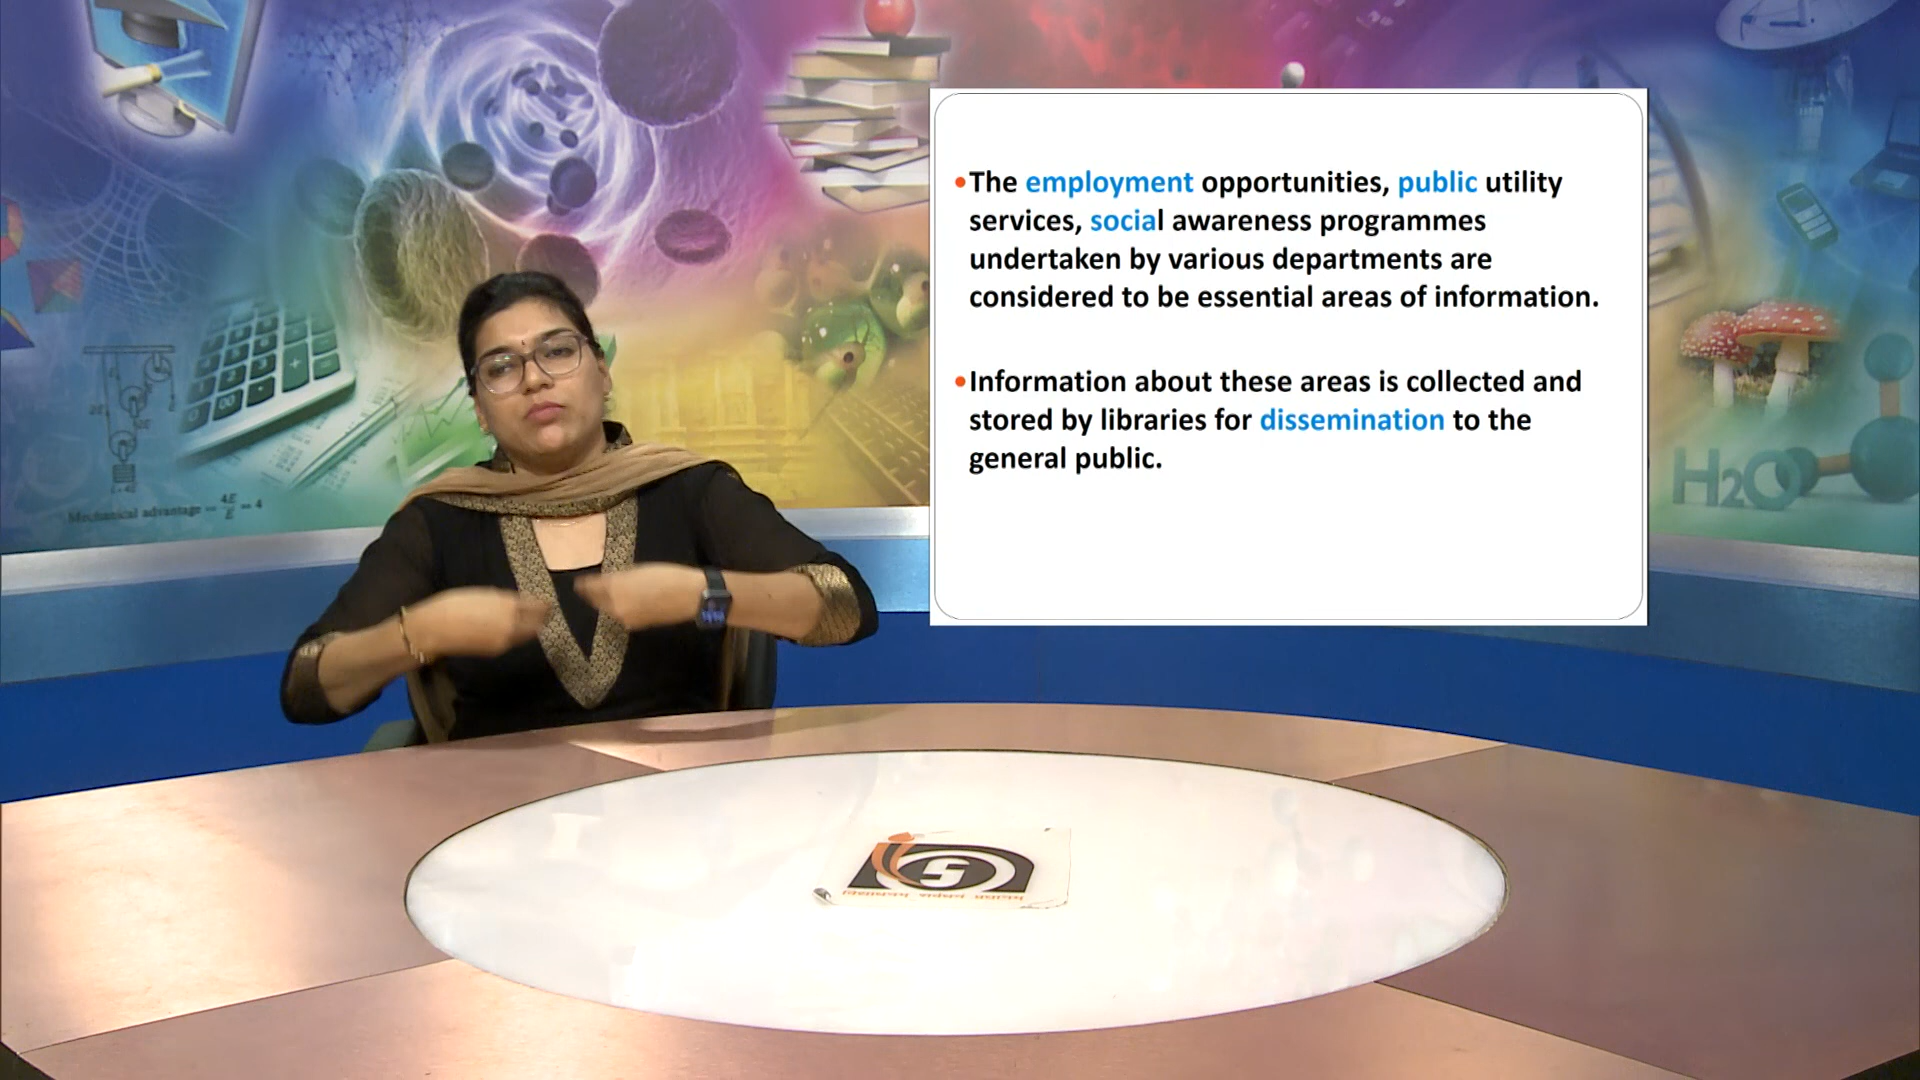 •The employment opportunities, public utility
services, social awareness programmes
undertaken by various departments are
considered to be essential areas of information.
•Information about these areas is collected and
stored by libraries for dissemination to the
general public.
Mechanical advantage = 4E/E = 4
H2O